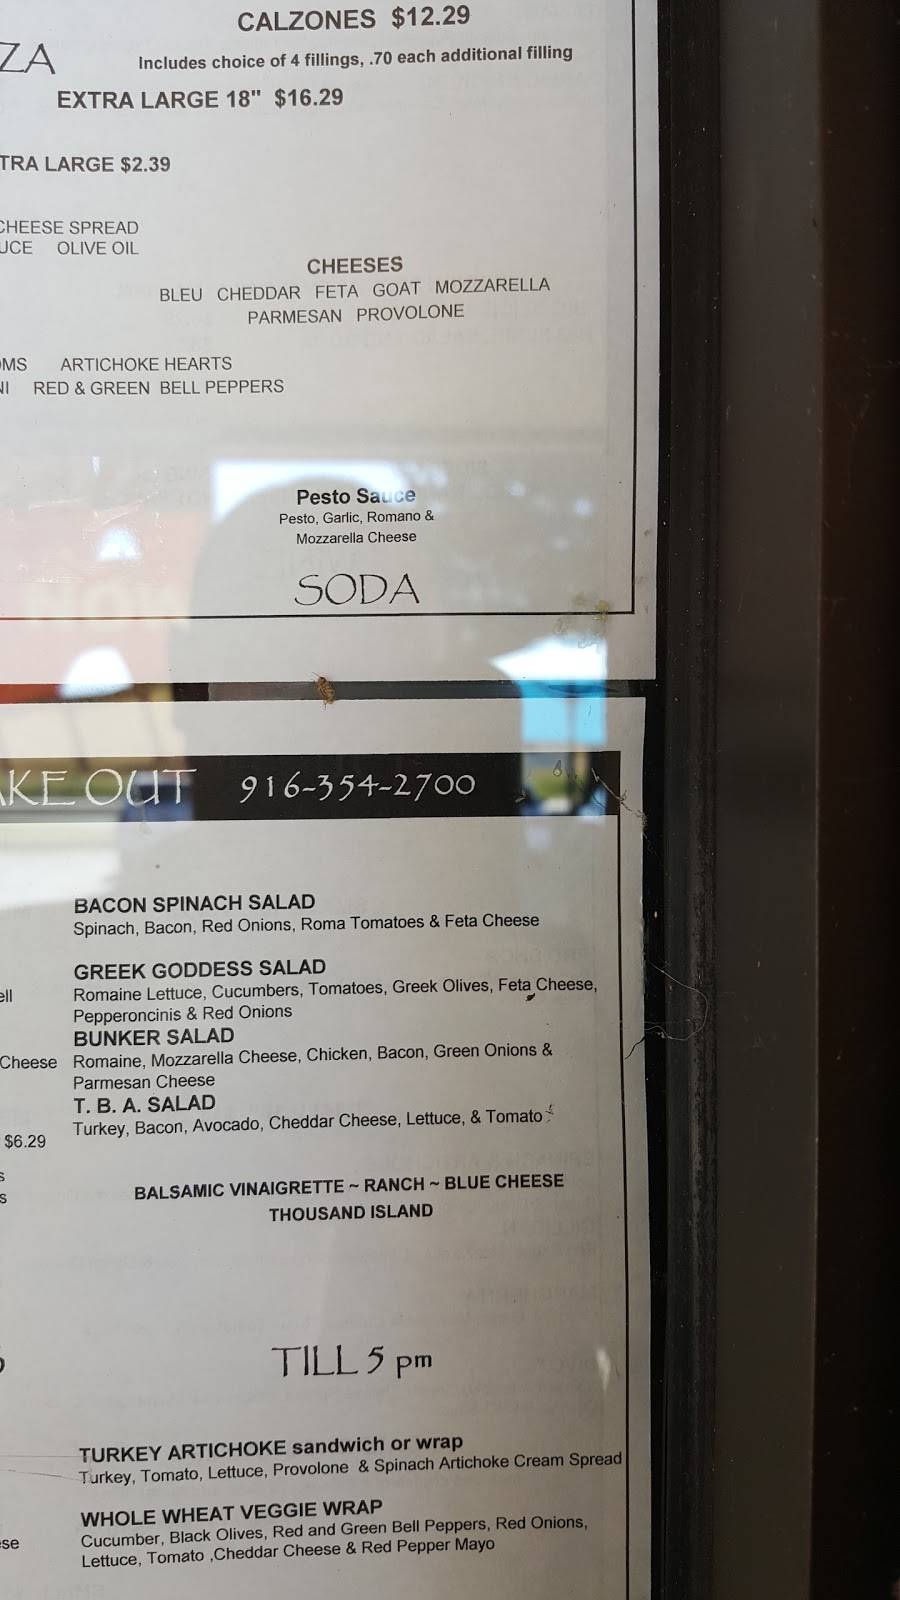 CALZONES $12.29
ZA
Includes choice of 4 fillings, .70 each additional filling
EXTRA LARGE 18" $16.29
TRA LARGE $2.39
CHEESE SPREAD
UCE OLIVE OIL
CHEESES
BLEU CHEDDAR FETA GOAT MOZZARELLA
PARMESAN PROVOLONE
OMS ARTICHOKE HEARTS
NI RED & GREEN BELL PEPPERS
Pesto Sauce
Pesto, Garlic, Romano &
Mozzarella Cheese
SODA
AKE OUT 916-354-2700
BACON SPINACH SALAD
Spinach, Bacon, Red Onions, Roma Tomatoes & Feta Cheese
GREEK GODDESS SALAD
ell Romaine Lettuce, Cucumbers, Tomatoes, Greek Olives, Feta Cheese,
Pepperoncinis & Red Onions
BUNKER SALAD
Cheese Romaine, Mozzarella Cheese, Chicken, Bacon, Green Onions &
Parmesan Cheese
T. B. A. SALAD
Turkey, Bacon, Avocado, Cheddar Cheese, Lettuce, & Tomato
$6.29
s
s
BALSAMIC VINAIGRETTE ~ RANCH ~ BLUE CHEESE
THOUSAND ISLAND
TILL 5 pm
TURKEY ARTICHOKE sandwich or wrap
Turkey, Tomato, Lettuce, Provolone & Spinach Artichoke Cream Spread
WHOLE WHEAT VEGGIE WRAP
Cucumber, Black Olives, Red and Green Bell Peppers, Red Onions,
ese Lettuce, Tomato ,Cheddar Cheese & Red Pepper Mayo